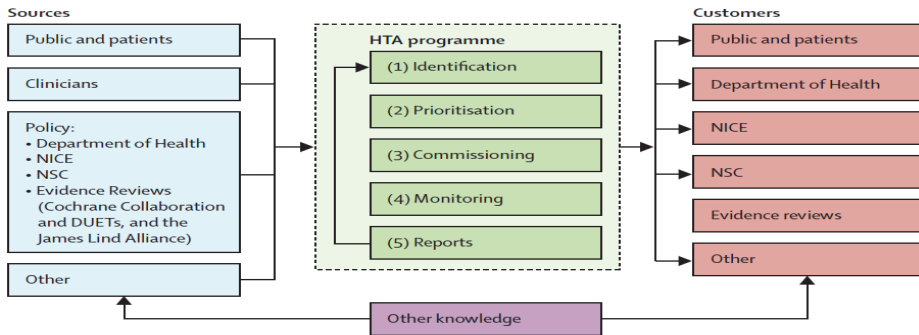 Sources
Public and patients
Clinicians
Policy:
• Department of Health
• NICE
• NSC
• Evidence Reviews
(Cochrane Collaboration
and DUETs, and the
James Lind Alliance)
Other
HTA programme
(1) Identification
(2) Prioritisation
(3) Commissioning
(4) Monitoring
(5) Reports
Customers
Public and patients
Department of Health
NICE
NSC
Evidence reviews
Other
Other knowledge